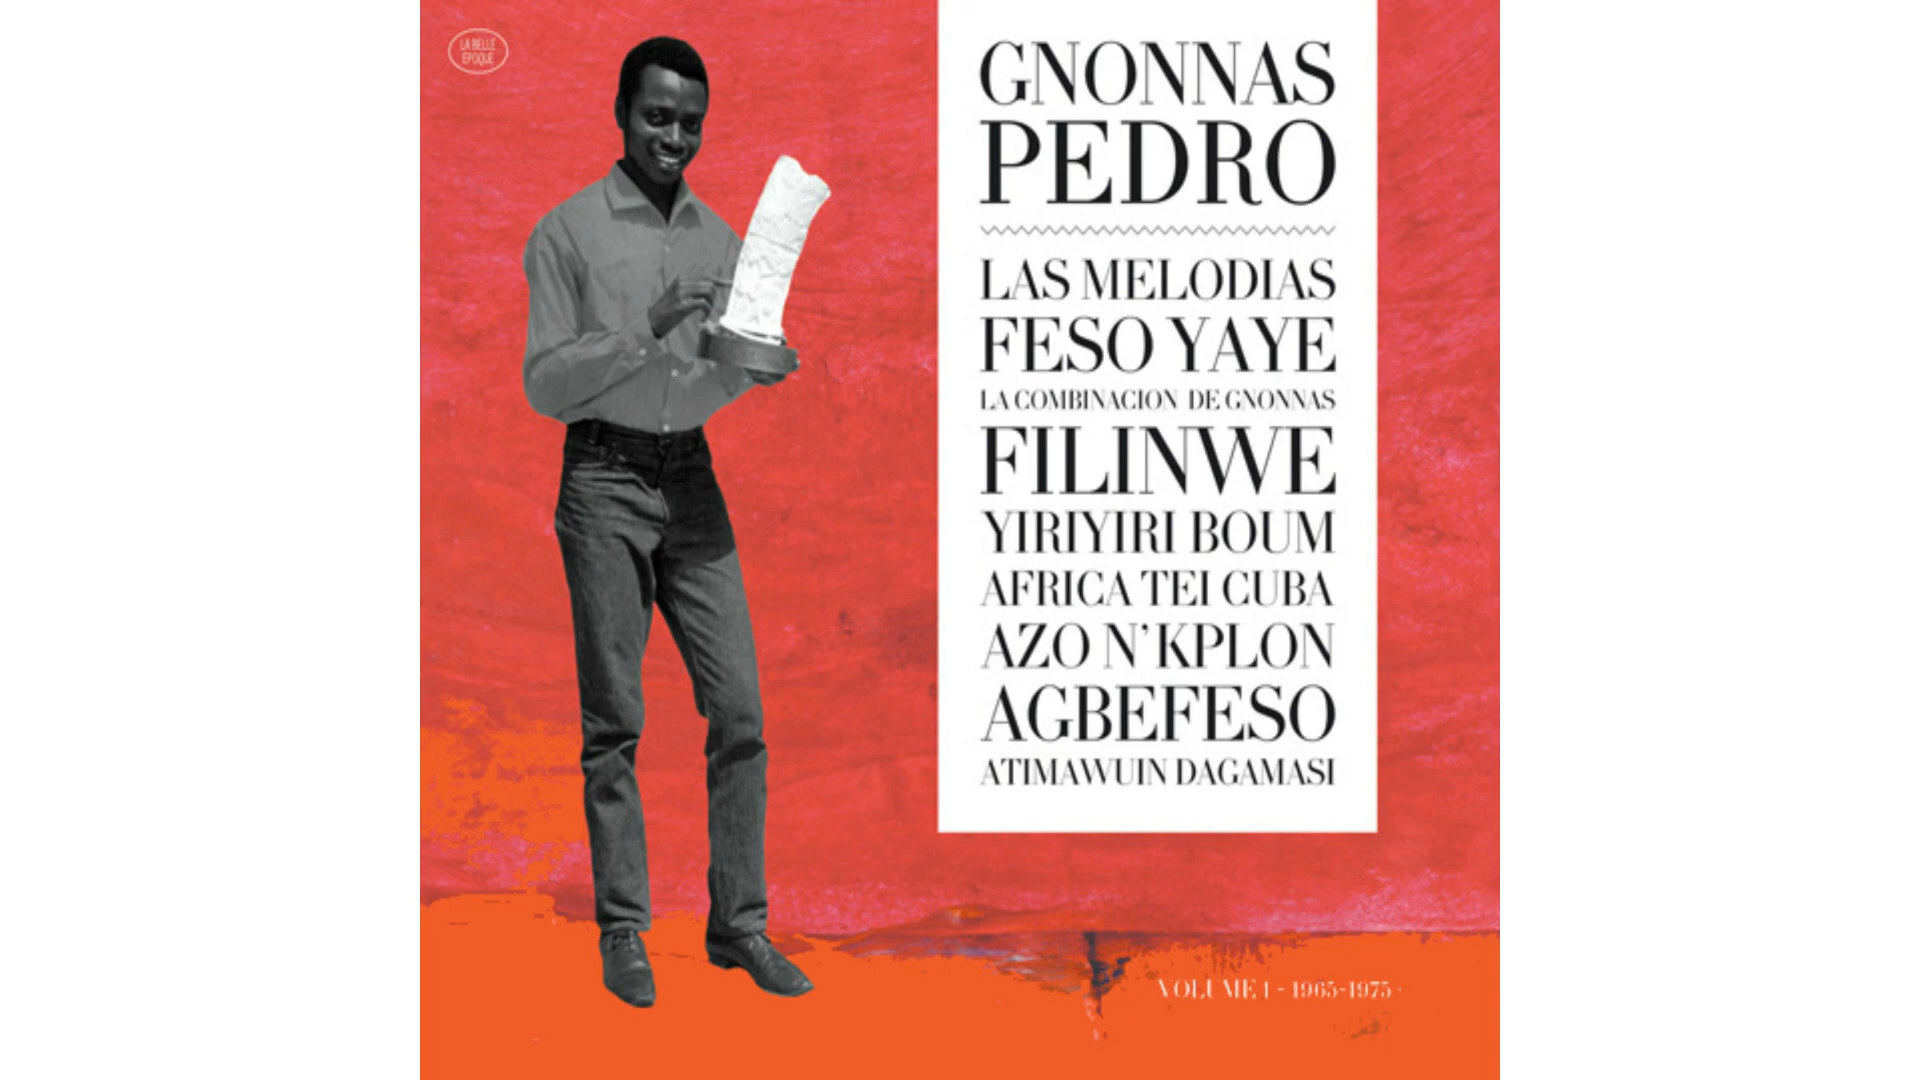 LA BELLE
EPOQUE
GNONNAS
PEDRO
LAS MELODIAS
FESO YAYE
LA COMBINACION DE GNONNAS
FILINWE
YIRIYIRI BOUM
AFRICA TEI CUBA
AZO N'KPLON
AGBEFESO
ATIMAWUIN DAGAMASI
VOLUME 1 - 1965-1975 ·